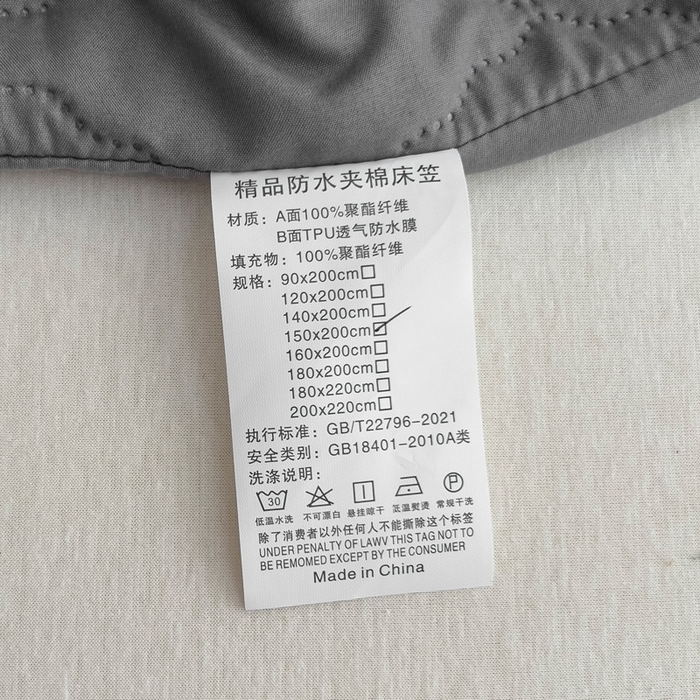 精品防水夹棉床笠
材质：A面100%聚酯纤维
B面TPU透气防水膜
填充物：100%聚酯纤维
规格：90x200cm□
120x200cm□
140x200cm□
150x200cm☑
160x200cm□
180x200cm□
180x220cm□
200x220cm□
执行标准：GB/T22796-2021
安全类别：GB18401-2010A类
洗涤说明：
30 P
低温水洗 不可漂白 悬挂晾干 低温熨烫 常规干洗
除了消费者以外任何人不能撕除这个标签
UNDER PENALTY OF LAWV THIS TAG NOT TO
BE REMOMED EXCEPT BY THE CONSUMER
Made in China